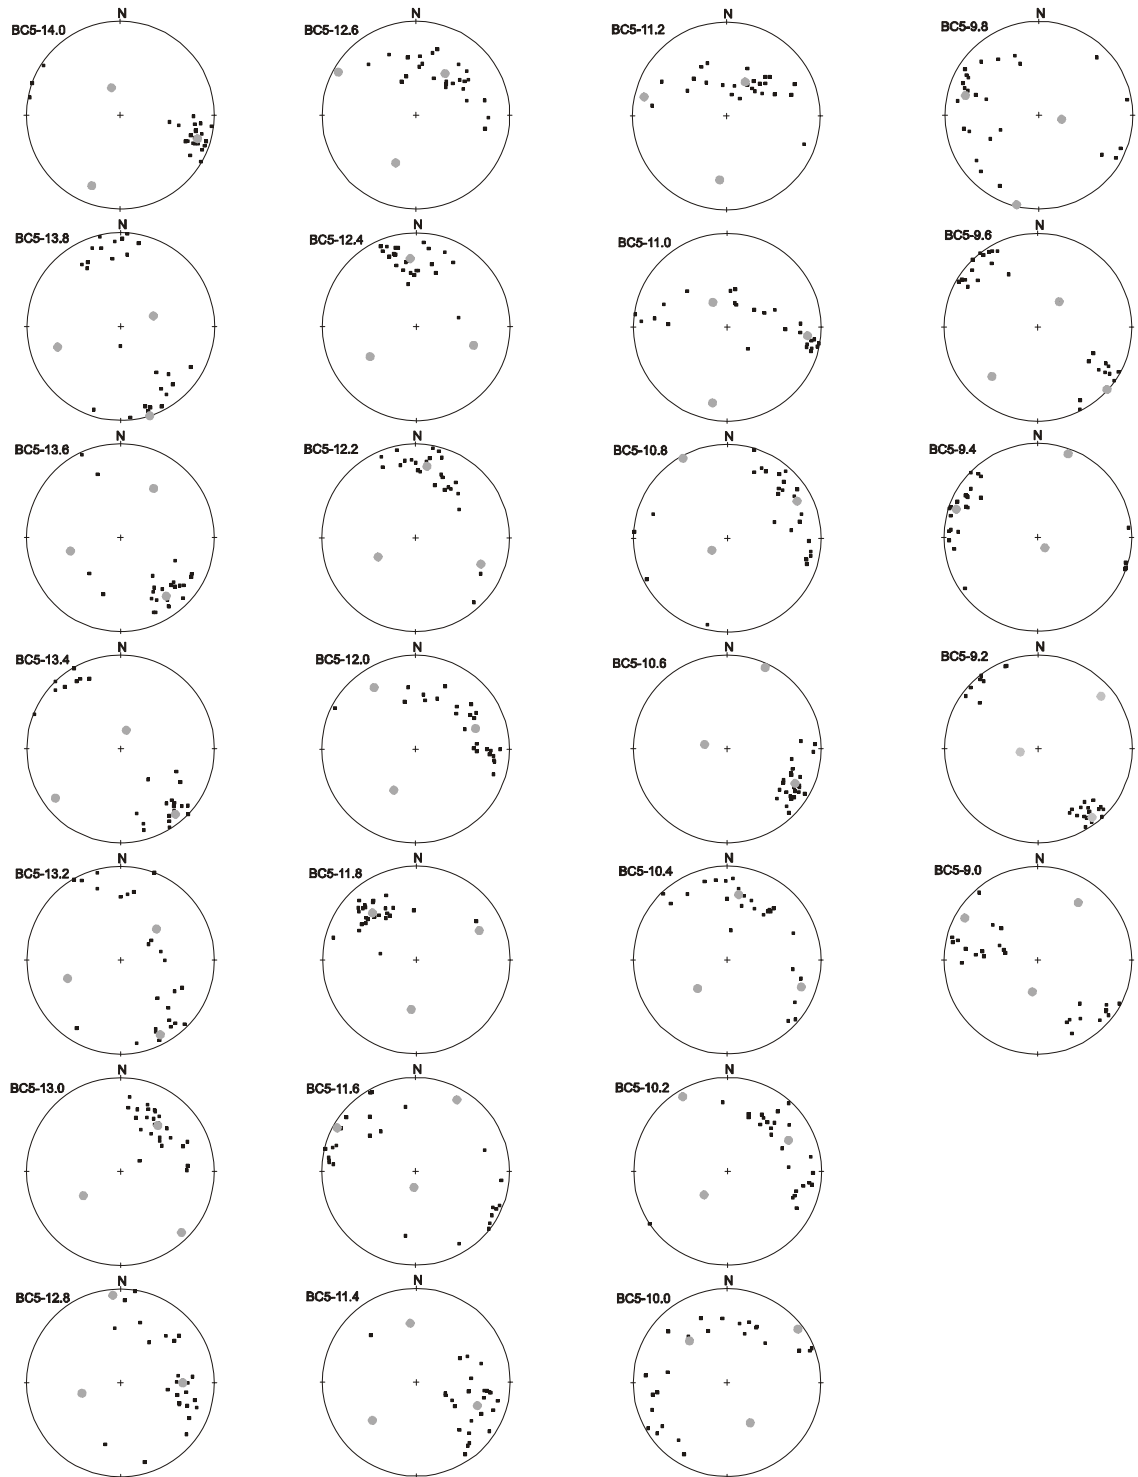 N
BC5-14.0
N
BC5-12.6
N
BC5-11.2
N
BC5-9.8
N
BC5-13.8
N
BC5-12.4
BC5-11.0
N
BC5-9.6
N
BC5-13.6
N
BC5-12.2
N
BC5-10.8
N
BC5-9.4
N
BC5-13.4
N
BC5-12.0
N
BC5-10.6
N
BC5-9.2
N
BC5-13.2
N
BC5-11.8
N
BC5-10.4
N
BC5-9.0
N
BC5-13.0
N
BC5-11.6
N
BC5-10.2
N
BC5-12.8
N
BC5-11.4
N
BC5-10.0